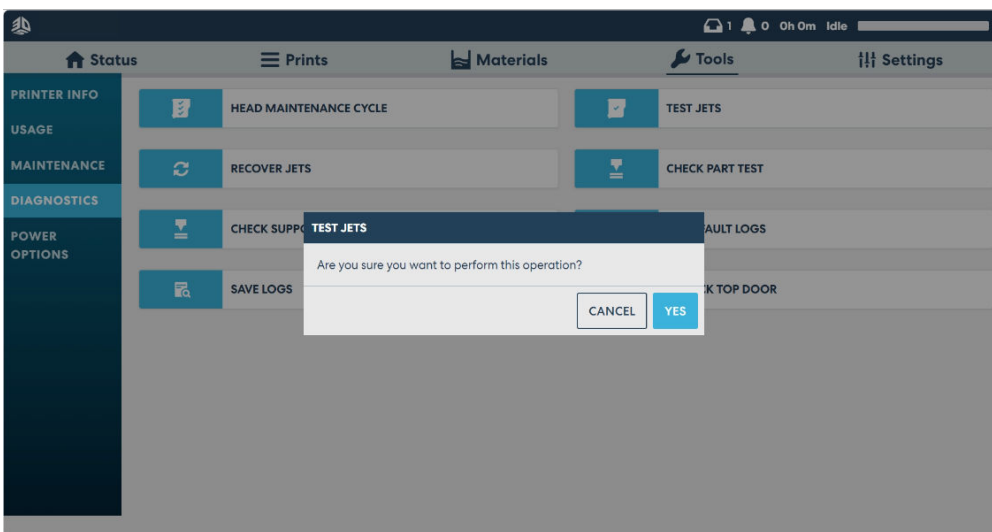 1 0 0h 0m Idle
Status Prints Materials Tools Settings
PRINTER INFO
USAGE
MAINTENANCE
DIAGNOSTICS
POWER
OPTIONS
HEAD MAINTENANCE CYCLE
TEST JETS
RECOVER JETS
CHECK PART TEST
CHECK
AULT LOGS
SAVE LOGS
K TOP DOOR
TEST JETS
Are you sure you want to perform this operation?
CANCEL YES